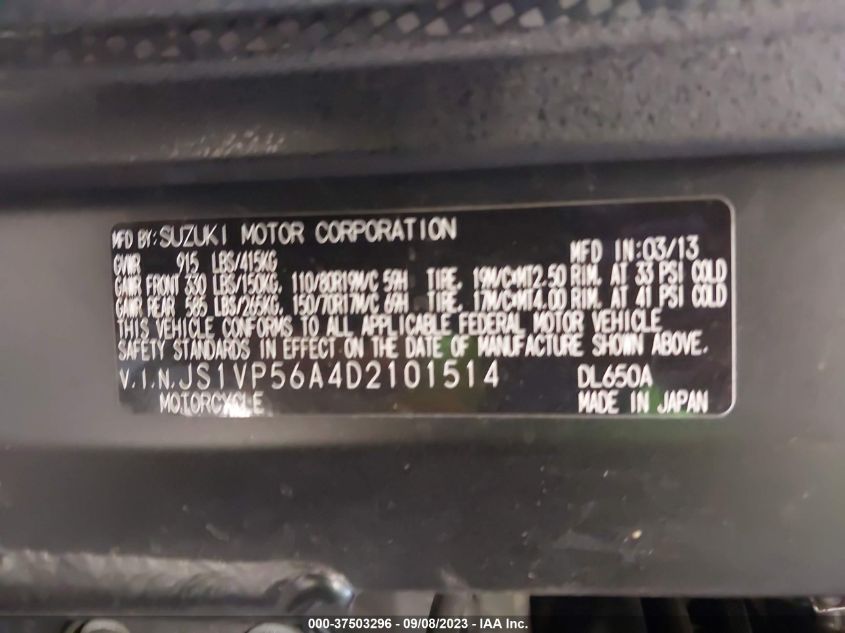 MFD BY: SUZUKI MOTOR CORPORATION
MFD IN: 03/13
GVWR 915 LBS/415KG
GAWR FRONT 330 LBS/150KG, 110/80R19M/C 59H TIRE, 19M/C×MT2.50 RIM, AT 33 PSI COLD
GAWR REAR 585 LBS/265KG, 150/70R17M/C 69H TIRE, 17M/C×MT4.00 RIM, AT 41 PSI COLD
THIS VEHICLE CONFORMS TO ALL APPLICABLE FEDERAL MOTOR VEHICLE
SAFETY STANDARDS IN EFFECT ON THE DATE OF MANUFACTURE SHOWN ABOVE.
V.I.N. JS1VP56A4D2101514 DL650A
MOTORCYCLE MADE IN JAPAN
000-37503296 - 09/08/2023 - IAA Inc.